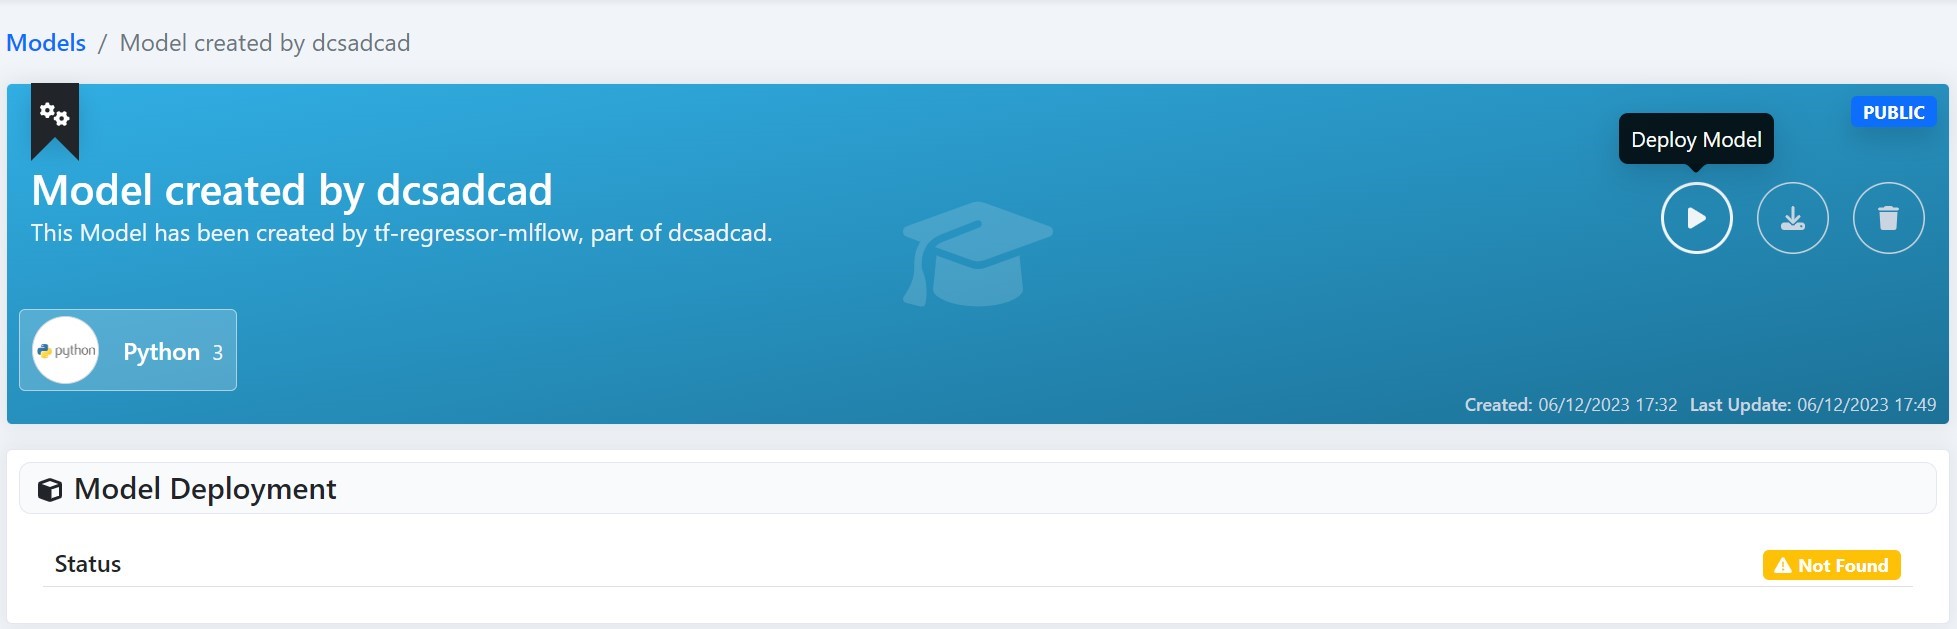 Models / Model created by dcsadcad
PUBLIC
Deploy Model
Model created by dcsadcad
This Model has been created by tf-regressor-mlflow, part of dcsadcad.
python Python 3
Created: 06/12/2023 17:32 Last Update: 06/12/2023 17:49
Model Deployment
Status Not Found